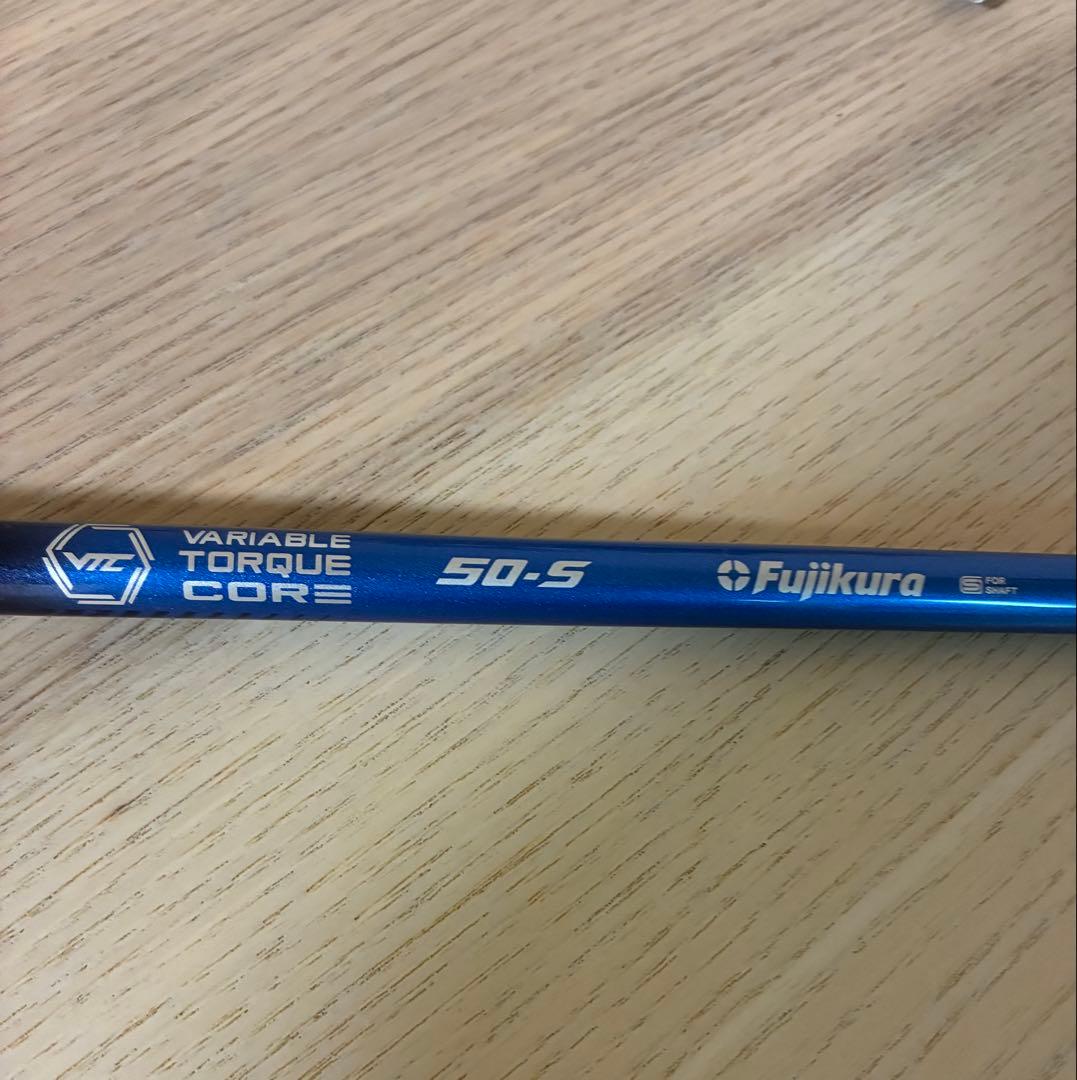 VTC
VARIABLE
TORQUE
CORE
50-S
Fujikura
S FOR
SHAFT